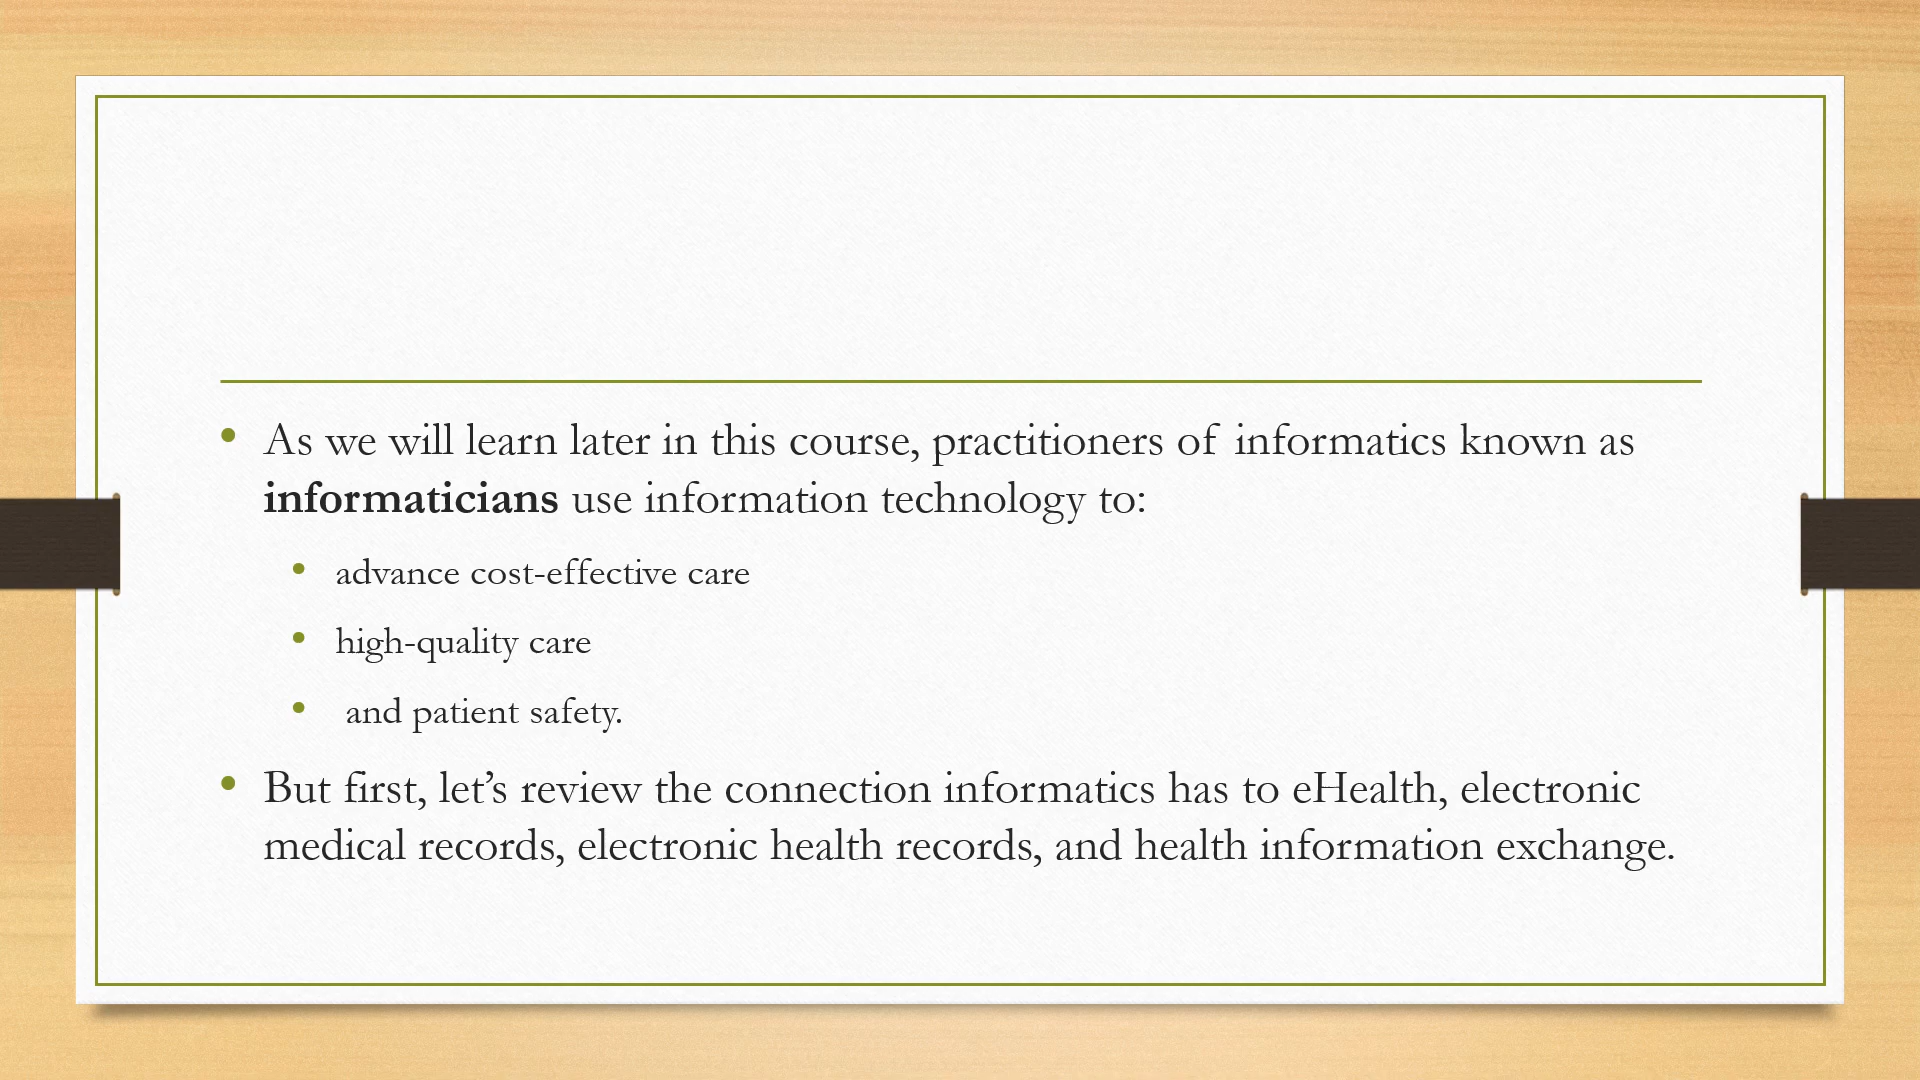 • As we will learn later in this course, practitioners of informatics known as
informaticians use information technology to:
• advance cost-effective care
• high-quality care
• and patient safety.
• But first, let’s review the connection informatics has to eHealth, electronic
medical records, electronic health records, and health information exchange.